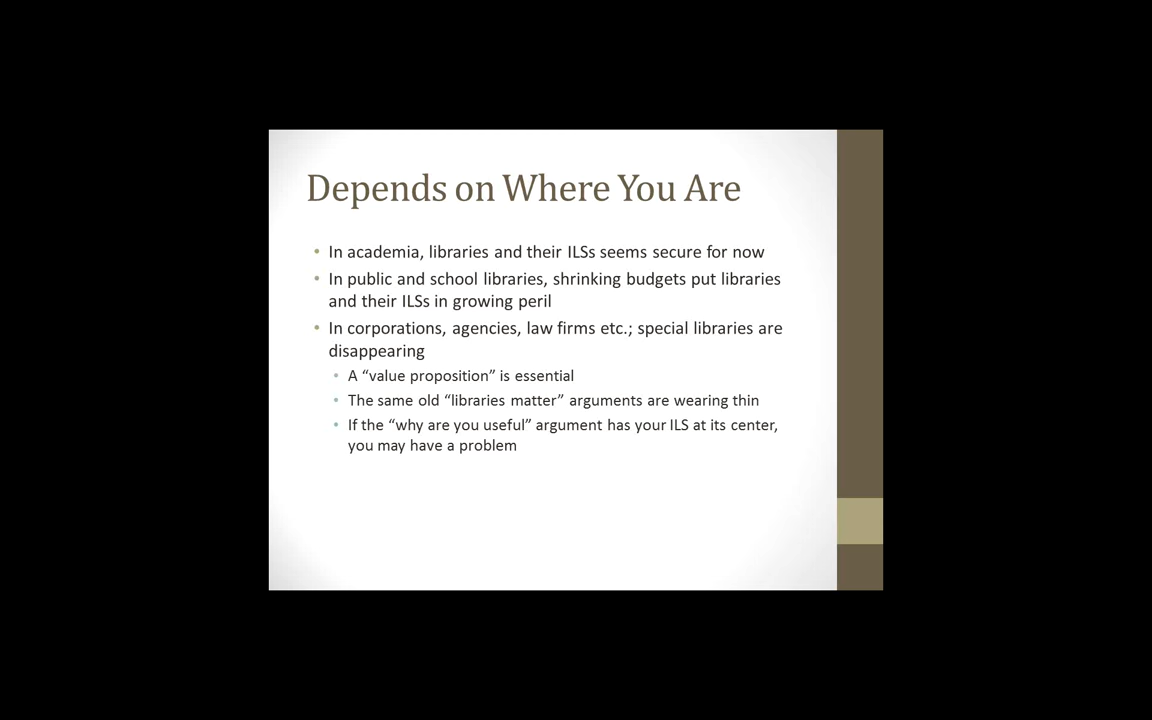 Depends on Where You Are
• In academia, libraries and their ILSs seems secure for now
• In public and school libraries, shrinking budgets put libraries
and their ILSs in growing peril
• In corporations, agencies, law firms etc.; special libraries are
disappearing
• A “value proposition” is essential
• The same old “libraries matter” arguments are wearing thin
• If the “why are you useful” argument has your ILS at its center,
you may have a problem